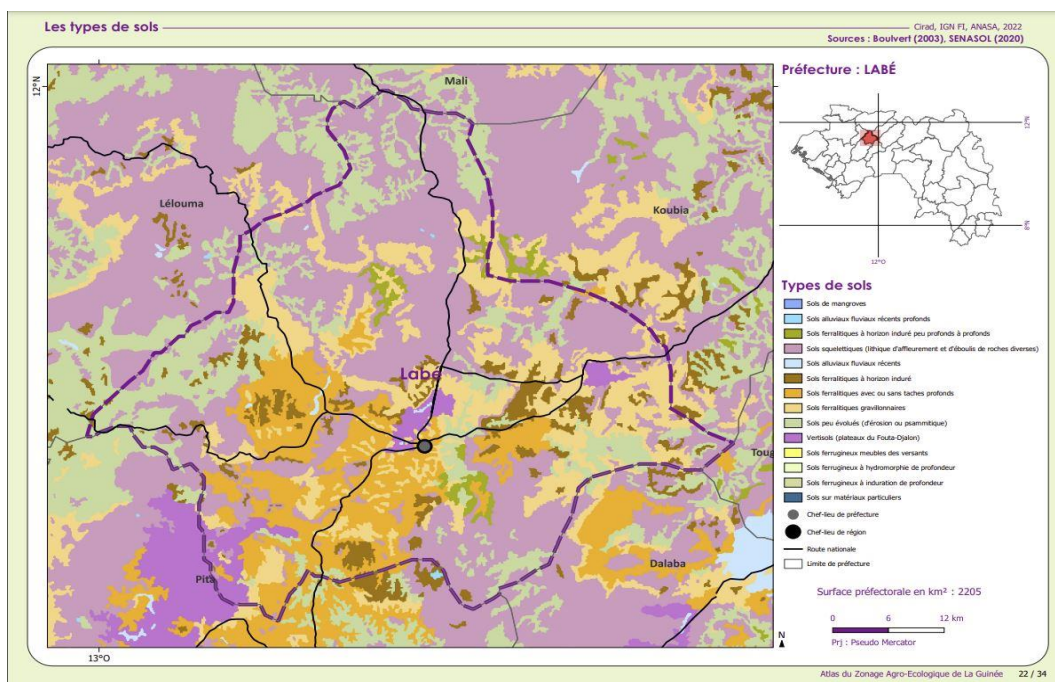 Les types de sols
Cirad, IGN FI, ANASA, 2022
Sources : Boulvert (2003), SENASOL (2020)
12°N
Mali
Lélouma
Koubia
Labé
Toug
Pita
Dalaba
13°O
N
Préfecture : LABÉ
12°N
8°N
12°O
Types de sols
Sols de mangroves
Sols alluviaux fluviaux récents profonds
Sols ferralitiques à horizon induré peu profonds à profonds
Sols squelettiques (lithique d'affleurement et d'éboulis de roches diverses)
Sols alluviaux fluviaux récents
Sols ferralitiques à horizon induré
Sols ferralitiques avec ou sans taches profonds
Sols ferralitiques gravillonnaires
Sols peu évolués (d'érosion ou psammitique)
Vertisols (plateaux du Fouta-Djalon)
Sols ferrugineux meubles des versants
Sols ferrugineux à hydromorphie de profondeur
Sols ferrugineux à induration de profondeur
Sols sur matériaux particuliers
Chef-lieu de préfecture
Chef-lieu de région
Route nationale
Limite de préfecture
Surface préfectorale en km² : 2205
0 6 12 km
Prj : Pseudo Mercator
Atlas du Zonage Agro-Ecologique de La Guinée 22 / 34